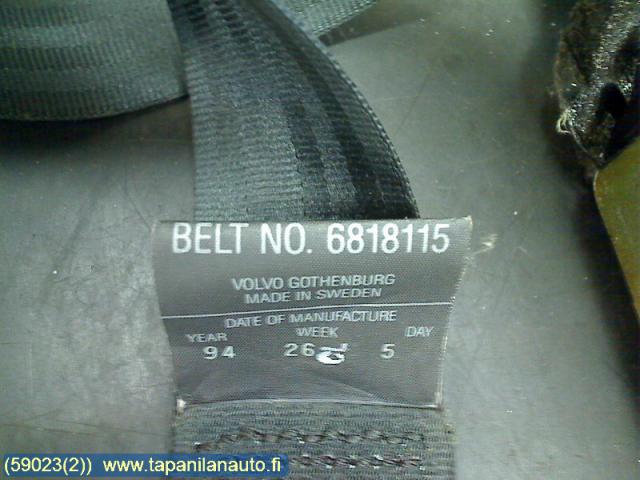 BELT NO. 6818115
VOLVO GOTHENBURG
MADE IN SWEDEN
DATE OF MANUFACTURE
YEAR WEEK DAY
94 26 5
(59023(2)) www.tapanilanauto.fi